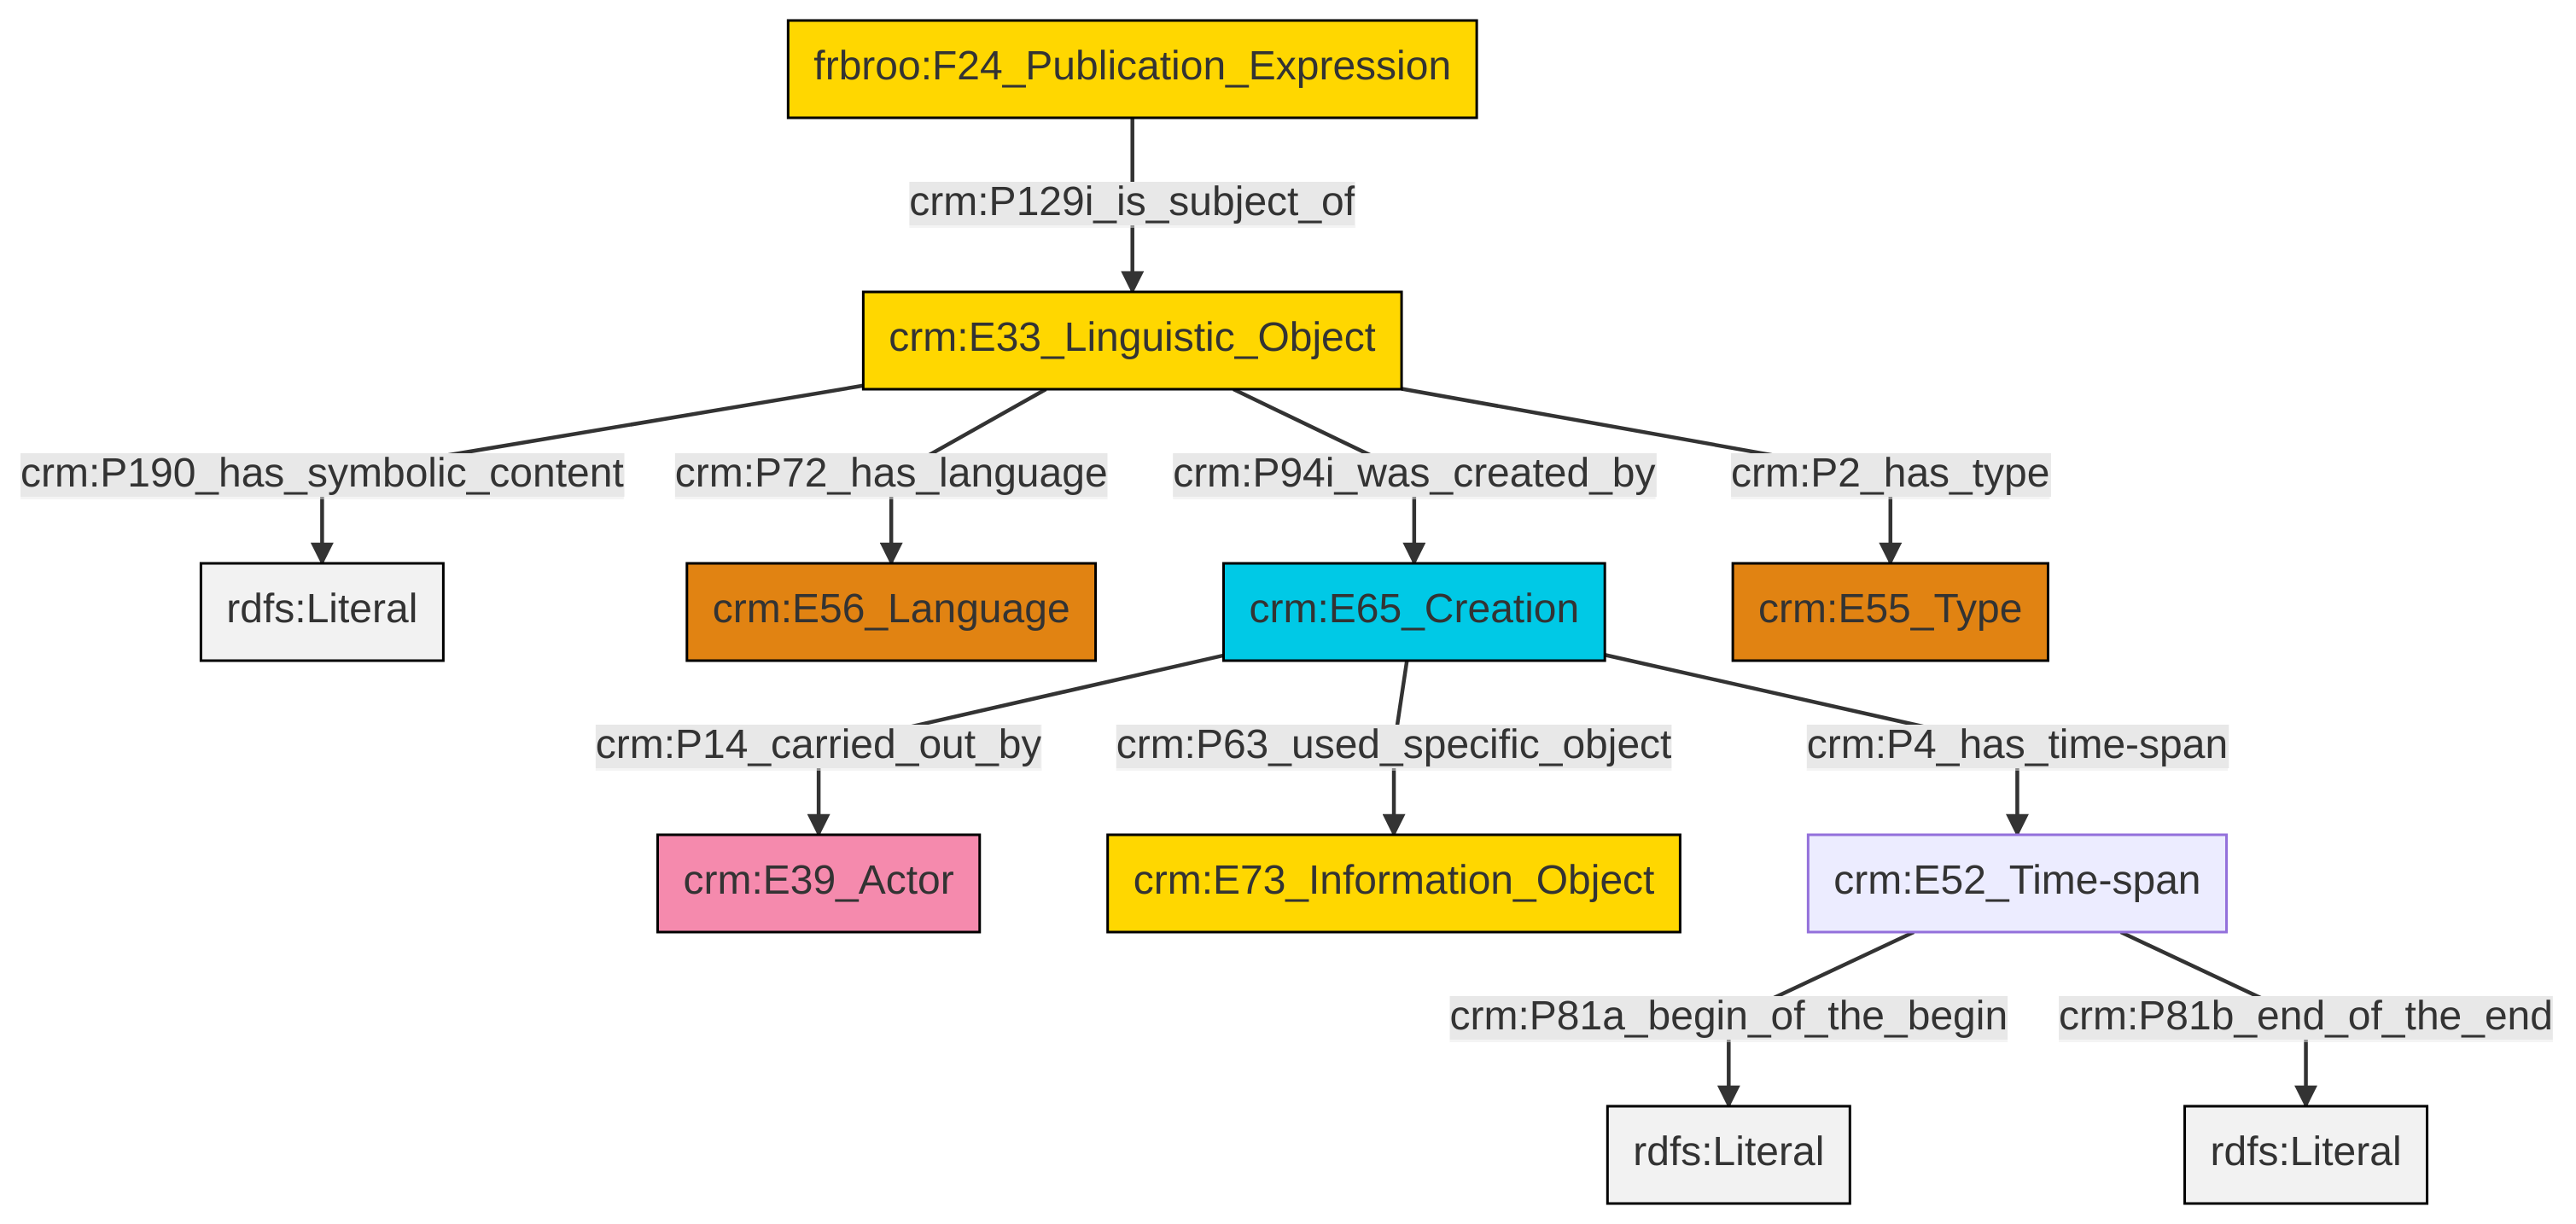 frbroo:F24_Publication_Expression
crm:P129i_is_subject_of
crm:E33_Linguistic_Object
crm:P190_has_symbolic_content
crm:P72_has_language
crm:P94i_was_created_by
crm:P2_has_type
rdfs:Literal
crm:E56_Language
crm:E65_Creation
crm:E55_Type
crm:P14_carried_out_by
crm:P63_used_specific_object
crm:P4_has_time-span
crm:E39_Actor
crm:E73_Information_Object
crm:E52_Time-span
crm:P81a_begin_of_the_begin
crm:P81b_end_of_the_end
rdfs:Literal
rdfs:Literal